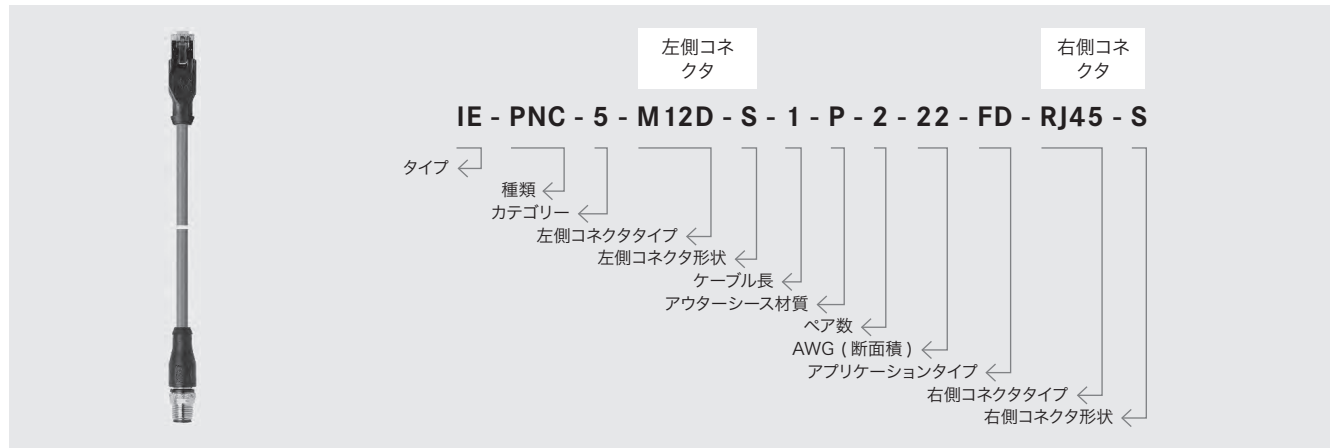 左側コネ
クタ
右側コネ
クタ
IE - PNC - 5 - M12D - S - 1 - P - 2 - 22 - FD - RJ45 - S
タイプ
種類
カテゴリー
左側コネクタタイプ
左側コネクタ形状
ケーブル長
アウターシース材質
ペア数
AWG ( 断面積 )
アプリケーションタイプ
右側コネクタタイプ
右側コネクタ形状